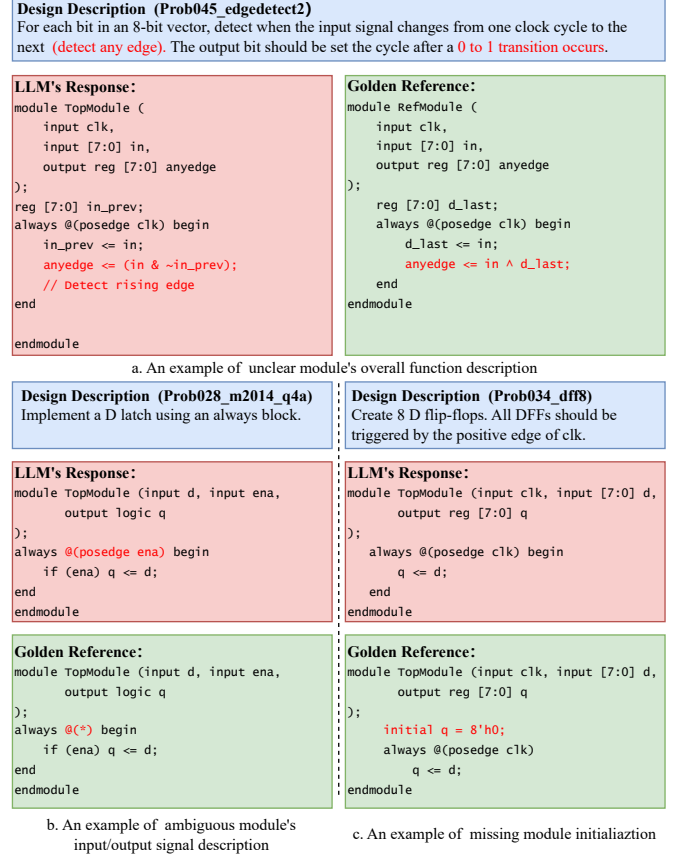 Design Description (Prob045_edgedetect2)
For each bit in an 8-bit vector, detect when the input signal changes from one clock cycle to the
next (detect any edge). The output bit should be set the cycle after a 0 to 1 transition occurs.
LLM's Response:
module TopModule (
    input clk,
    input [7:0] in,
    output reg [7:0] anyedge
);
reg [7:0] in_prev;
always @(posedge clk) begin
    in_prev <= in;
    anyedge <= (in & ~in_prev);
    // Detect rising edge
end
endmodule
Golden Reference:
module RefModule (
    input clk,
    input [7:0] in,
    output reg [7:0] anyedge
);
    reg [7:0] d_last;
    always @(posedge clk) begin
        d_last <= in;
        anyedge <= in ^ d_last;
    end
endmodule
a. An example of unclear module's overall function description
Design Description (Prob028_m2014_q4a)
Implement a D latch using an always block.
LLM's Response:
module TopModule (input d, input ena,
       output logic q
);
always @(posedge ena) begin
    if (ena) q <= d;
end
endmodule
Golden Reference:
module TopModule (input d, input ena,
       output logic q
);
always @(*) begin
    if (ena) q <= d;
end
endmodule
b. An example of ambiguous module's
input/output signal description
Design Description (Prob034_dff8)
Create 8 D flip-flops. All DFFs should be
triggered by the positive edge of clk.
LLM's Response:
module TopModule (input clk, input [7:0] d,
       output reg [7:0] q
);
   always @(posedge clk) begin
       q <= d;
   end
endmodule
Golden Reference:
module TopModule (input clk, input [7:0] d,
       output reg [7:0] q
);
     initial q = 8'h0;
     always @(posedge clk)
         q <= d;
endmodule
c. An example of missing module initialiaztion